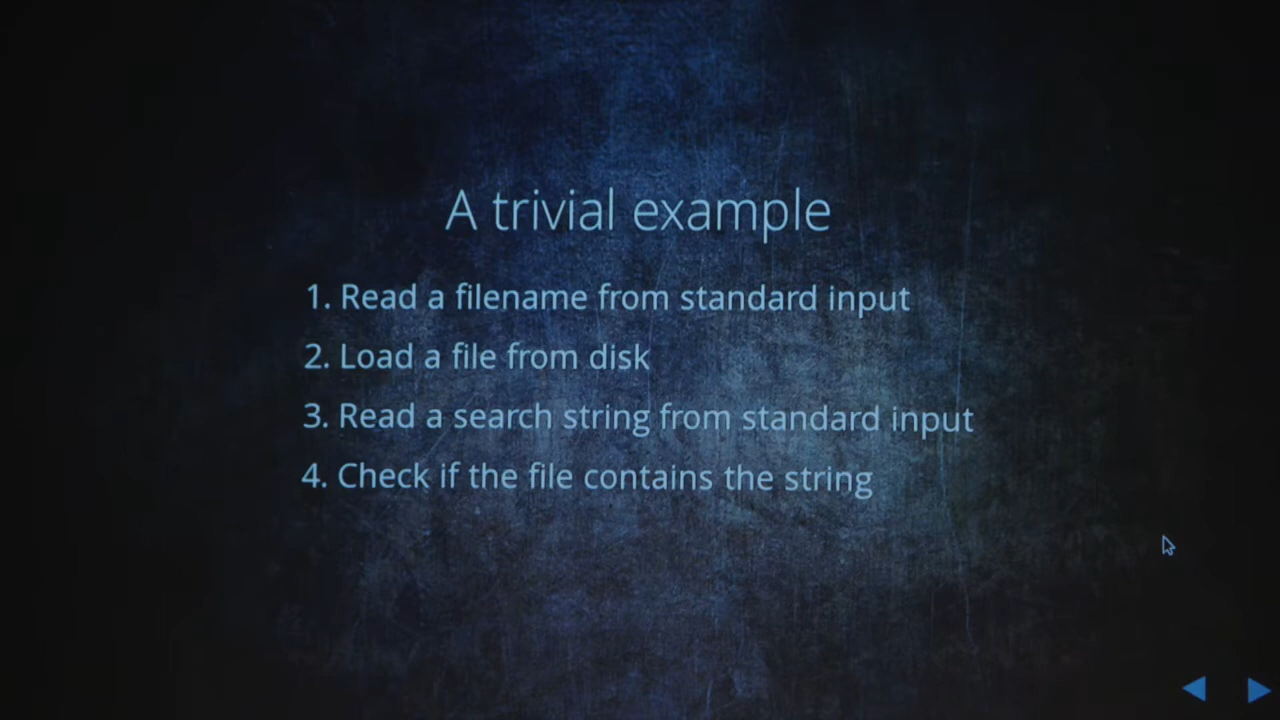 A trivial example
1. Read a filename from standard input
2. Load a file from disk
3. Read a search string from standard input
4. Check if the file contains the string